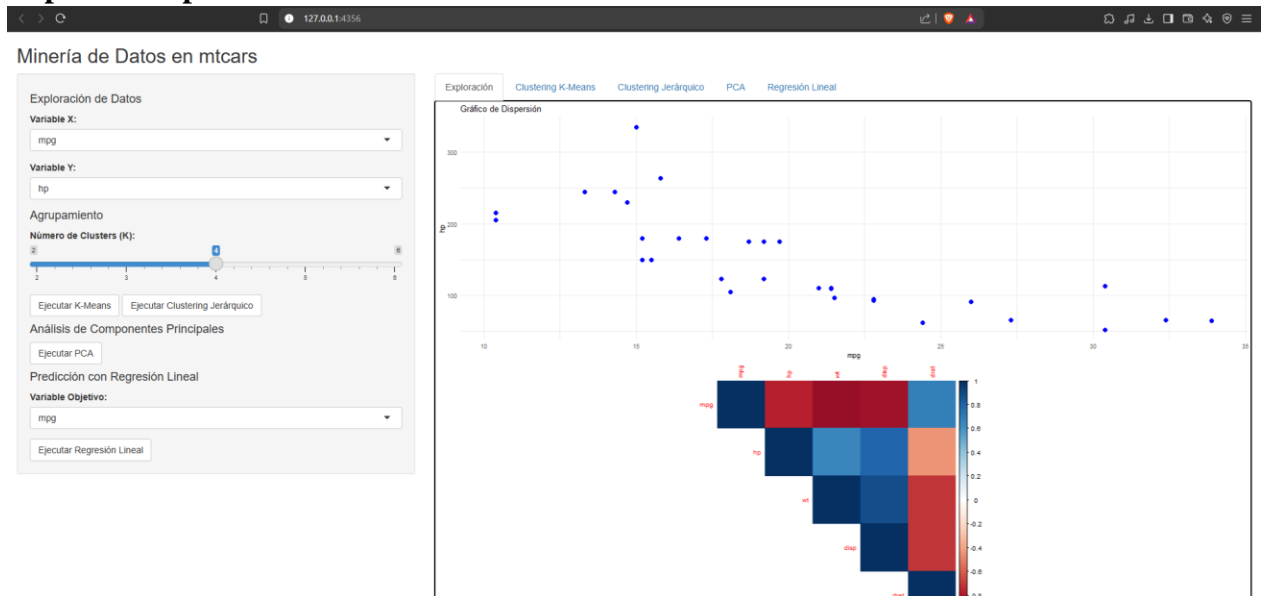 127.0.0.1:4356
Minería de Datos en mtcars
Exploración de Datos
Variable X:
mpg
Variable Y:
hp
Agrupamiento
Número de Clusters (K):
2
4
6
2
3
4
5
6
Ejecutar K-Means
Ejecutar Clustering Jerárquico
Análisis de Componentes Principales
Ejecutar PCA
Predicción con Regresión Lineal
Variable Objetivo:
mpg
Ejecutar Regresión Lineal
Exploración
Clustering K-Means
Clustering Jerárquico
PCA
Regresión Lineal
Gráfico de Dispersión
300
200
100
hp
10
15
20
25
30
35
mpg
mpg
hp
wt
disp
drat
mpg
hp
wt
disp
drat
1
0.8
0.6
0.4
0.2
0
-0.2
-0.4
-0.6
-0.8